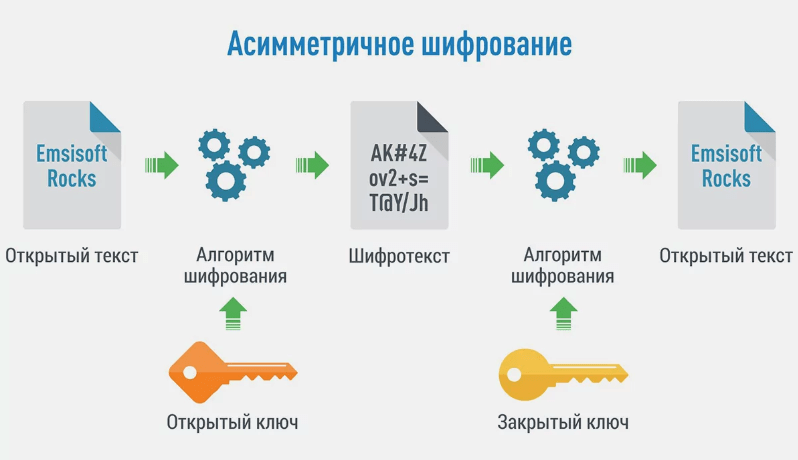 Асимметричное шифрование
Emsisoft
Rocks
AK#4Z
ov2+s=
T@Y/Jh
Emsisoft
Rocks
Открытый текст
Алгоритм
шифрования
Шифротекст
Алгоритм
шифрования
Открытый текст
Открытый ключ
Закрытый ключ